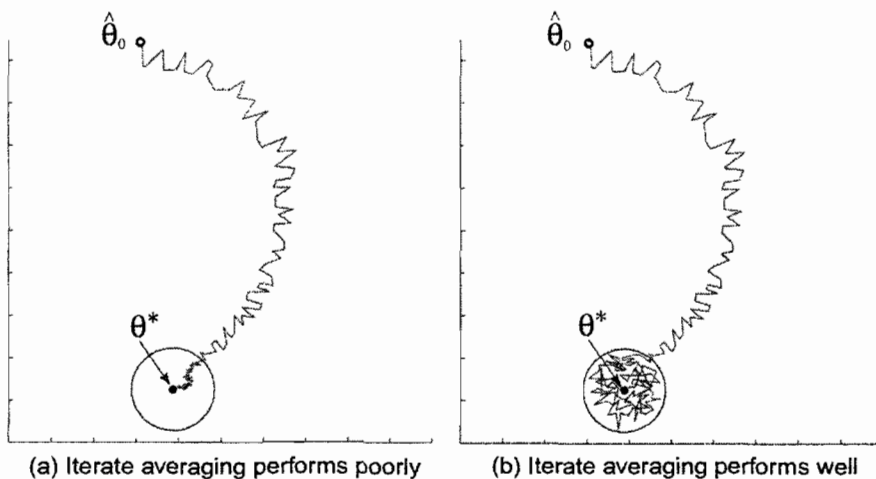 θ̂₀
θ*
(a) Iterate averaging performs poorly
θ̂₀
θ*
(b) Iterate averaging performs well